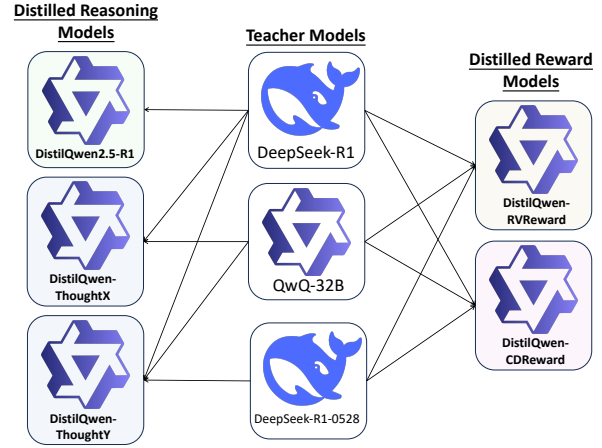 Distilled Reasoning
Models
DistilQwen2.5-R1
DistilQwen-
ThoughtX
DistilQwen-
ThoughtY
Teacher Models
DeepSeek-R1
QwQ-32B
DeepSeek-R1-0528
Distilled Reward
Models
DistilQwen-
RVReward
DistilQwen-
CDReward